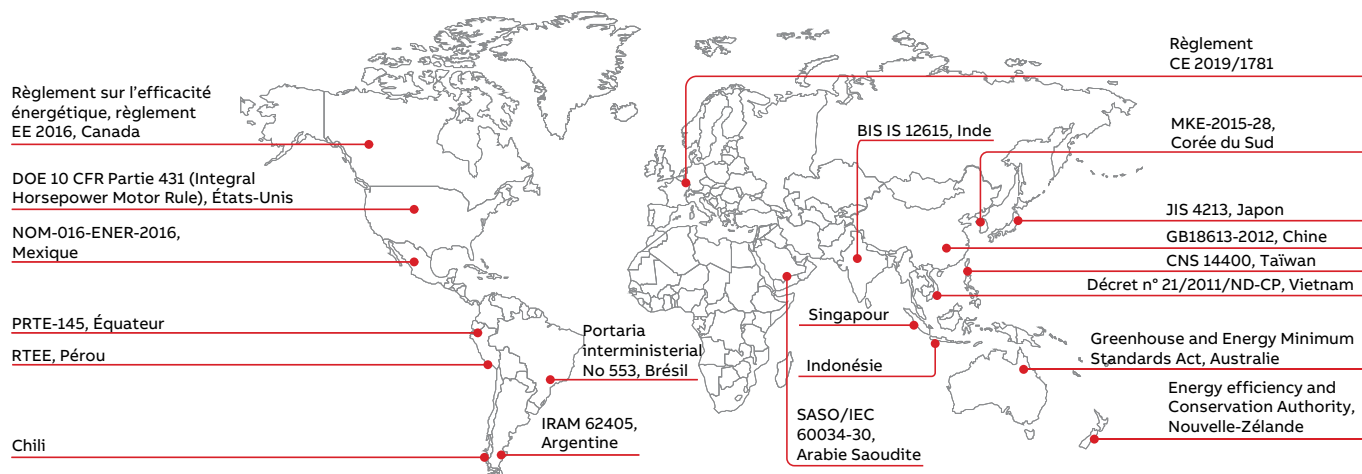 Règlement sur l’efficacité
énergétique, règlement
EE 2016, Canada
DOE 10 CFR Partie 431 (Integral
Horsepower Motor Rule), États-Unis
NOM-016-ENER-2016,
Mexique
PRTE-145, Équateur
RTEE, Pérou
Chili
Portaria
interministerial
No 553, Brésil
IRAM 62405,
Argentine
Règlement
CE 2019/1781
BIS IS 12615, Inde
MKE-2015-28,
Corée du Sud
JIS 4213, Japon
GB18613-2012, Chine
CNS 14400, Taïwan
Décret n° 21/2011/ND-CP, Vietnam
Singapour
Indonésie
SASO/IEC
60034-30,
Arabie Saoudite
Greenhouse and Energy Minimum
Standards Act, Australie
Energy efficiency and
Conservation Authority,
Nouvelle-Zélande